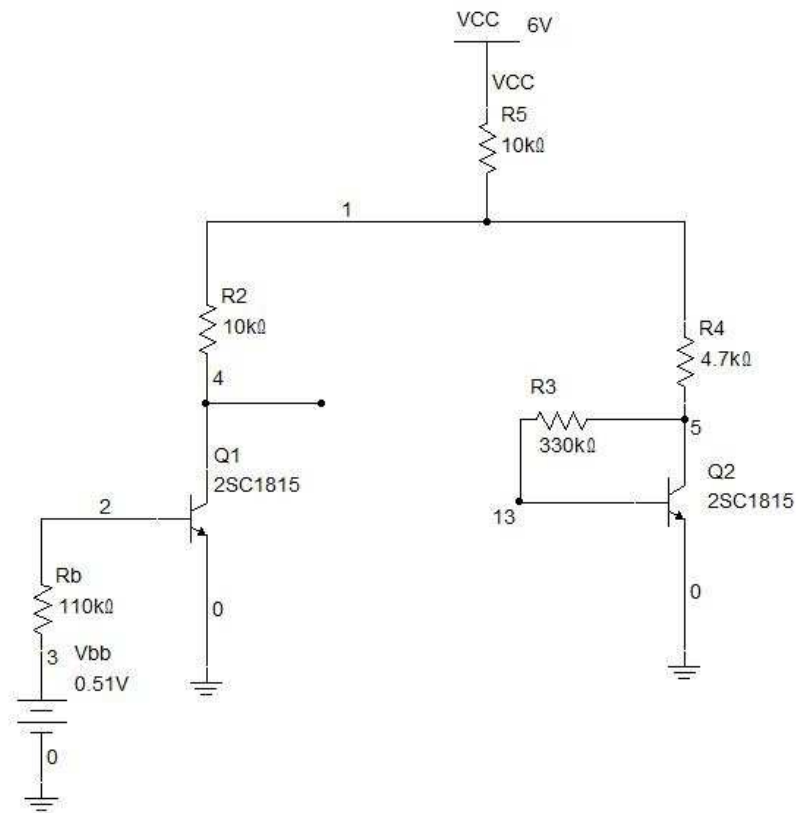 VCC 6V
VCC
R5
10kΩ
1
R2
10kΩ
R4
4.7kΩ
4
R3
330kΩ
5
Q1
2SC1815
Q2
2SC1815
2
13
Rb
110kΩ
0
0
3 Vbb
0.51V
0